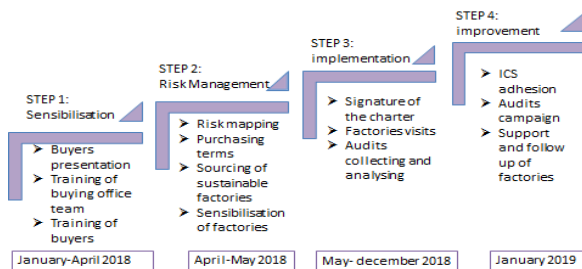 STEP 1:
Sensibilisation
Buyers
presentation
Training of
buying office
team
Training of
buyers
January-April 2018
STEP 2:
Risk Management
Risk mapping
Purchasing
terms
Sourcing of
sustainable
factories
Sensibilisation
of factories
April-May 2018
STEP 3:
implementation
Signature of
the charter
Factories visits
Audits
collecting and
analysing
May- december 2018
STEP 4:
improvement
ICS
adhesion
Audits
campaign
Support
and follow
up of
factories
January 2019